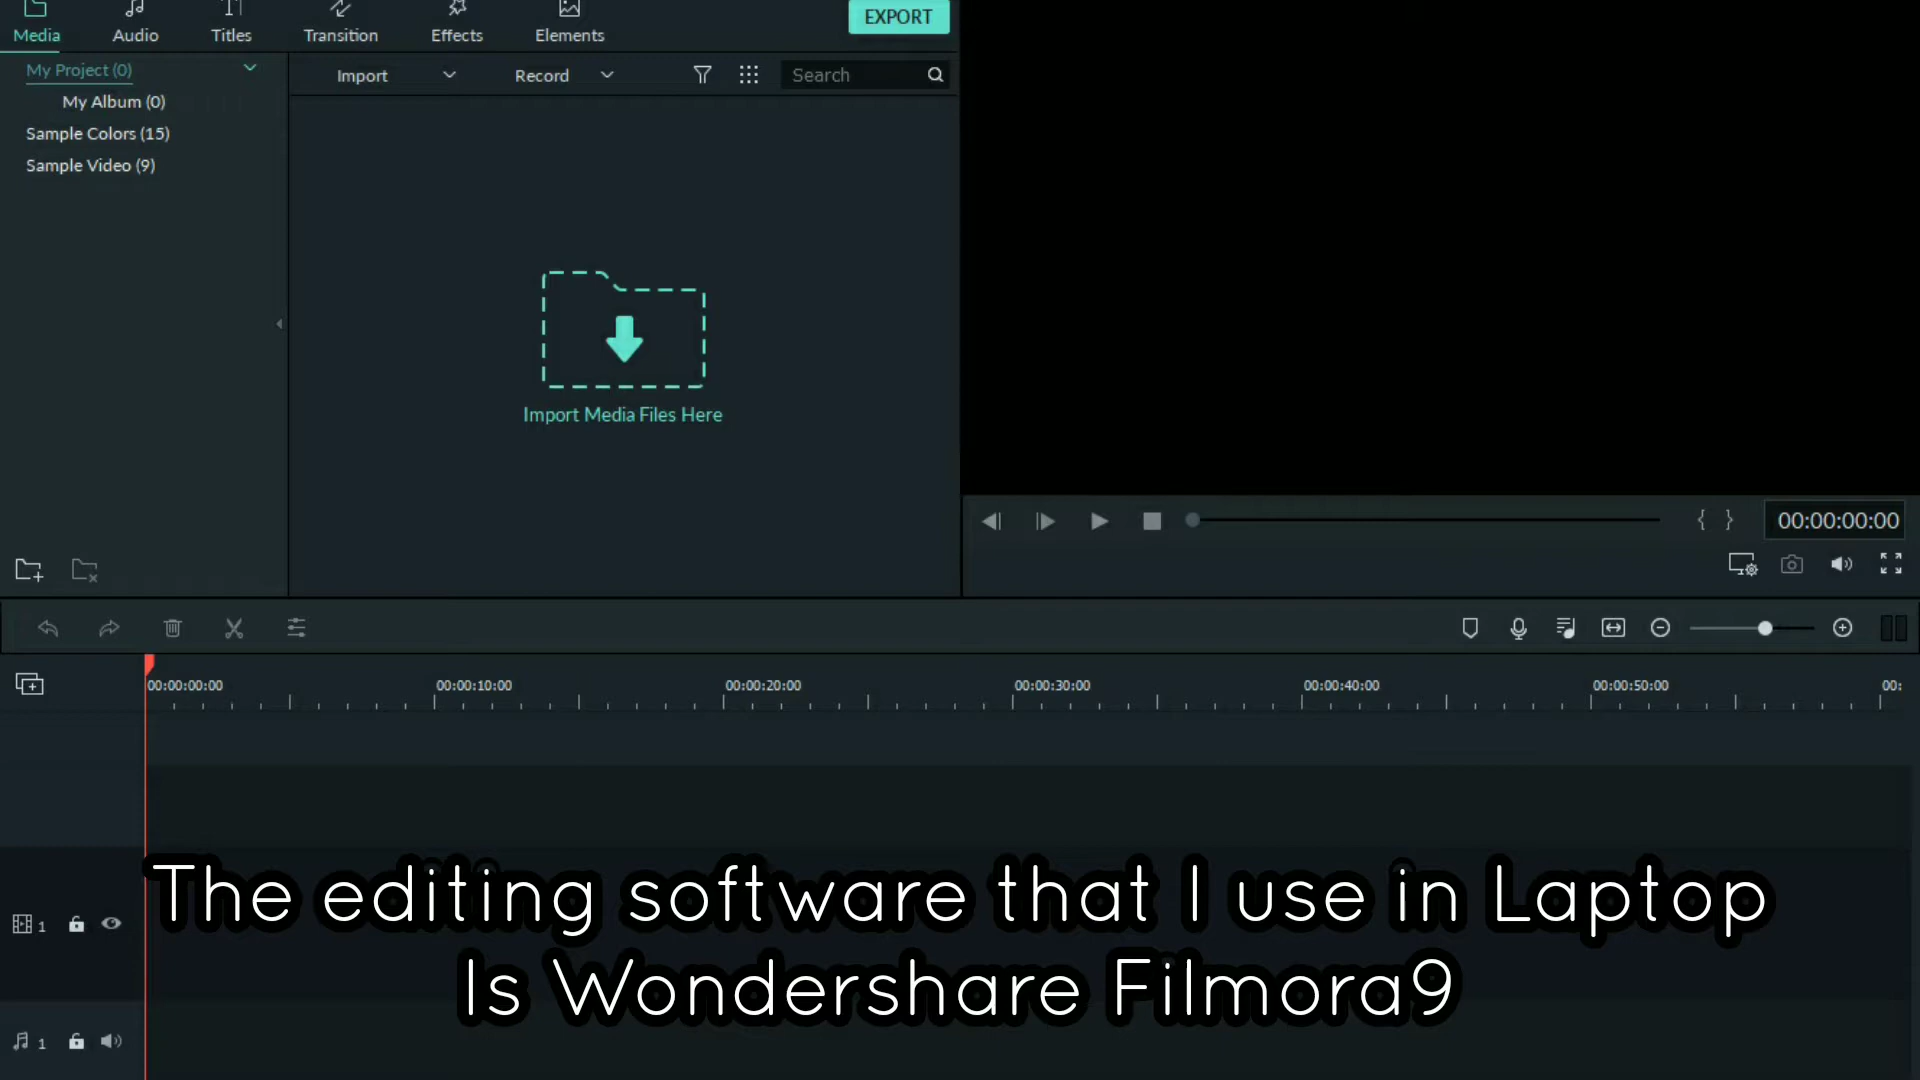 Media Audio Titles Transition Effects Elements EXPORT
My Project (0) Import Record Search
My Album (0)
Sample Colors (15)
Sample Video (9)
Import Media Files Here
00:00:00:00
00:00:00:00 00:00:10:00 00:00:20:00 00:00:30:00 00:00:40:00 00:00:50:00 00:
The editing software that I use in Laptop
1
Is Wondershare Filmora9
1